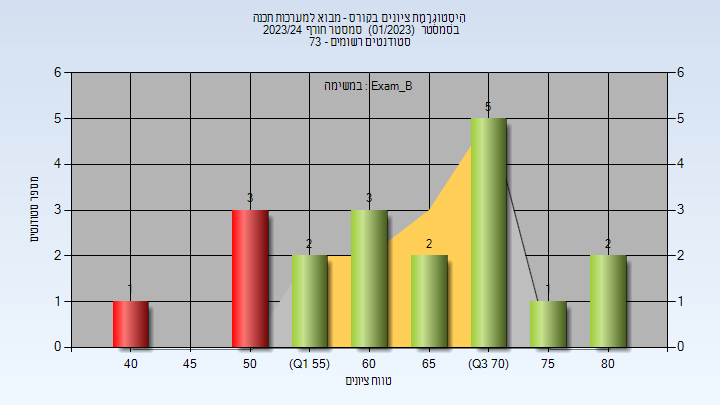 היסטוגרמת ציונים בקורס - מבוא למערכות תכנה
בסמסטר (01/2023) סמסטר חורף 2023/24
סטודנטים רשומים - 73
במשימה : Exam_B
מספר סטודנטים
6 6
5 5
4 4
3 3
2 2
1 1
0 0
1 3 2 3 2 5 1 2
40 45 50 (Q1 55) 60 65 (Q3 70) 75 80
טווח ציונים